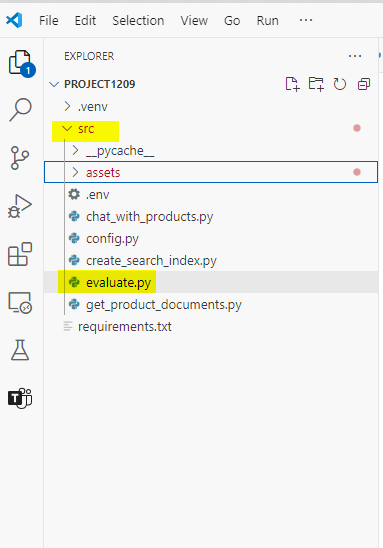 File Edit Selection View Go Run ···
EXPLORER ···
1
PROJECT1209
.venv
src
__pycache__
assets
.env
chat_with_products.py
config.py
create_search_index.py
evaluate.py
get_product_documents.py
requirements.txt